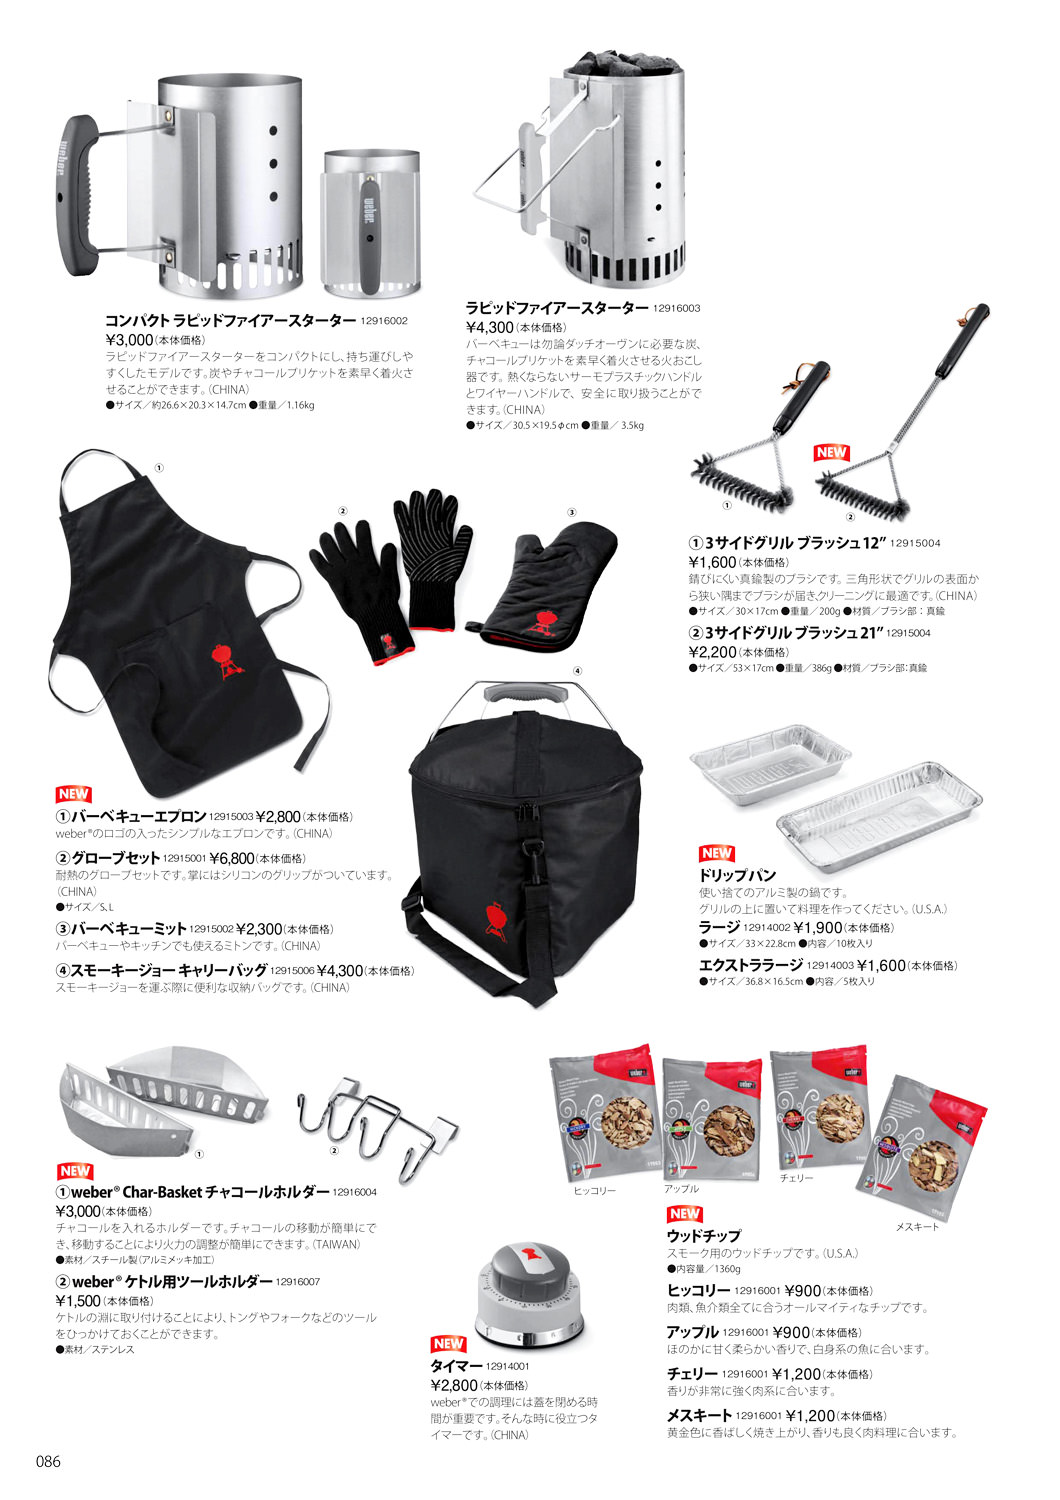 コンパクト ラピッドファイアースターター 12916002
¥3,000(本体価格)
ラピッドファイアースターターをコンパクトにし、持ち運びしや
すくしたモデルです。炭やチャコールブリケットを素早く着火さ
せることができます。(CHINA)
●サイズ／約26.6×20.3×14.7cm ●重量／1.16kg
ラピッドファイアースターター 12916003
¥4,300(本体価格)
バーベキューは勿論ダッチオーヴンに必要な炭、
チャコールブリケットを素早く着火させる火おこし
器です。 熱くならないサーモプラスチックハンドル
とワイヤーハンドルで、 安全に取り扱うことがで
きます。(CHINA)
●サイズ／30.5×19.5φcm ●重量／ 3.5kg
NEW
①
②
①3サイドグリル ブラッシュ12” 12915004
¥1,600(本体価格)
錆びにくい真鍮製のブラシです。 三角形状でグリルの表面か
ら狭い隅までブラシが届き、クリーニングに最適です。(CHINA)
●サイズ／30×17cm ●重量／200g ●材質／ブラシ部：真鍮
②3サイドグリル ブラッシュ21” 12915004
¥2,200(本体価格)
●サイズ／53×17cm ●重量／386g ●材質／ブラシ部:真鍮
①
②
③
④
NEW
①バーベキューエプロン 12915003 ¥2,800(本体価格)
weber®のロゴの入ったシンプルなエプロンです。(CHINA)
②グローブセット 12915001 ¥6,800(本体価格)
耐熱のグローブセットです。掌にはシリコンのグリップがついています。
(CHINA)
●サイズ／S、L
③バーベキューミット 12915002 ¥2,300(本体価格)
バーベキューやキッチンでも使えるミトンです。(CHINA)
④スモーキージョー キャリーバッグ 12915006 ¥4,300(本体価格)
スモーキージョーを運ぶ際に便利な収納バッグです。(CHINA)
NEW
ドリップパン
使い捨てのアルミ製の鍋です。
グリルの上に置いて料理を作ってください。(U.S.A.)
ラージ 12914002 ¥1,900(本体価格)
●サイズ／33×22.8cm ●内容／10枚入り
エクストララージ 12914003 ¥1,600(本体価格)
●サイズ／36.8×16.5cm ●内容／5枚入り
①
②
NEW
①weber® Char-Basket チャコールホルダー 12916004
¥3,000(本体価格)
チャコールを入れるホルダーです。チャコールの移動が簡単にで
き、移動することにより火力の調整が簡単にできます。(TAIWAN)
●素材／スチール製（アルミメッキ加工）
②weber® ケトル用ツールホルダー 12916007
¥1,500(本体価格)
ケトルの淵に取り付けることにより、トングやフォークなどのツール
をひっかけておくことができます。
●素材／ステンレス
NEW
タイマー 12914001
¥2,800(本体価格)
weber®での調理には蓋を閉める時
間が重要です。そんな時に役立つタ
イマーです。(CHINA)
ヒッコリー
アップル
チェリー
メスキート
NEW
ウッドチップ
スモーク用のウッドチップです。(U.S.A.)
●内容量／1360g
ヒッコリー 12916001 ¥900(本体価格)
肉類、魚介類全てに合うオールマイティなチップです。
アップル 12916001 ¥900(本体価格)
ほのかに甘く柔らかい香りで、白身系の魚に合います。
チェリー 12916001 ¥1,200(本体価格)
香りが非常に強く肉系に合います。
メスキート 12916001 ¥1,200(本体価格)
黄金色に香ばしく焼き上がり、香りも良く肉料理に合います。
086